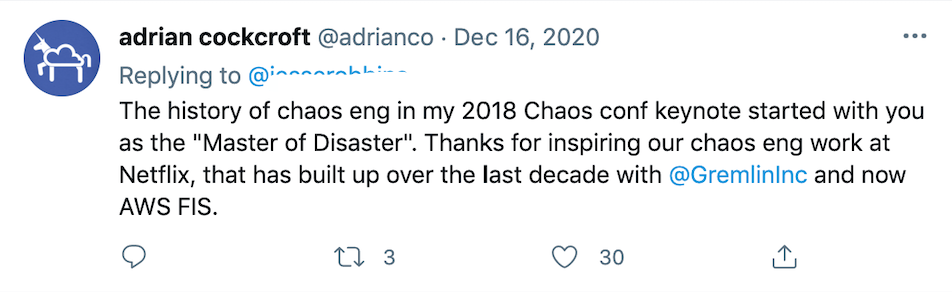 adrian cockcroft @adrianco · Dec 16, 2020
Replying to
The history of chaos eng in my 2018 Chaos conf keynote started with you
as the "Master of Disaster". Thanks for inspiring our chaos eng work at
Netflix, that has built up over the last decade with @GremlinInc and now
AWS FIS.
3 30